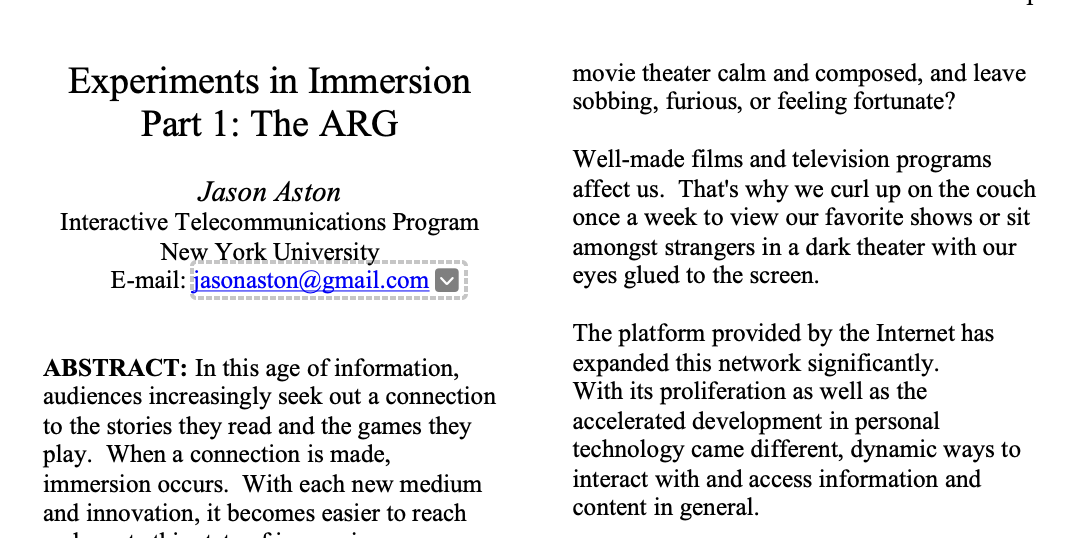 Experiments in Immersion
Part 1: The ARG
Jason Aston
Interactive Telecommunications Program
New York University
E-mail: jasonaston@gmail.com
ABSTRACT: In this age of information,
audiences increasingly seek out a connection
to the stories they read and the games they
play.  When a connection is made,
immersion occurs.  With each new medium
and innovation, it becomes easier to reach
movie theater calm and composed, and leave
sobbing, furious, or feeling fortunate?
Well-made films and television programs
affect us.  That's why we curl up on the couch
once a week to view our favorite shows or sit
amongst strangers in a dark theater with our
eyes glued to the screen.
The platform provided by the Internet has
expanded this network significantly.
With its proliferation as well as the
accelerated development in personal
technology came different, dynamic ways to
interact with and access information and
content in general.